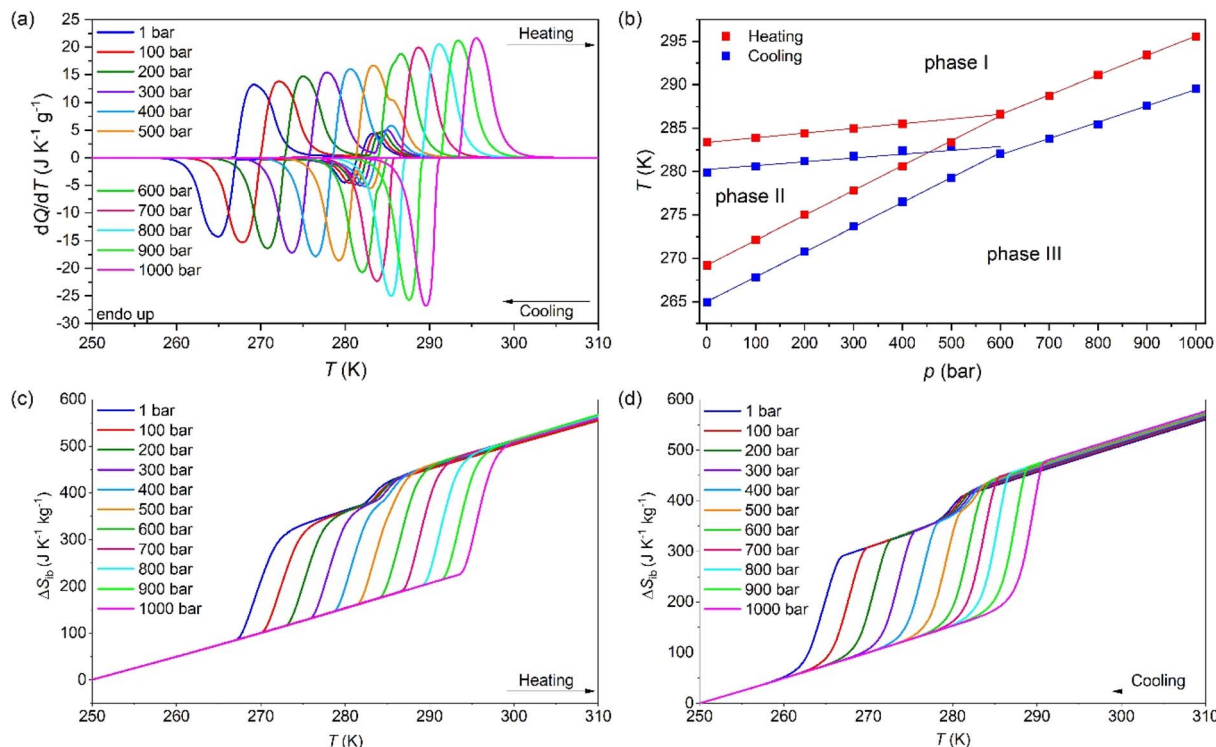 (a)
25
20
15
10
5
0
-5
-10
-15
-20
-25
-30
dQ/dT (J K⁻¹ g⁻¹)
1 bar
100 bar
200 bar
300 bar
400 bar
500 bar
600 bar
700 bar
800 bar
900 bar
1000 bar
Heating
Cooling
endo up
250 260 270 280 290 300 310
T (K)
(b)
295
290
285
280
275
270
265
T (K)
Heating
Cooling
phase I
phase II
phase III
0 100 200 300 400 500 600 700 800 900 1000
p (bar)
(c)
600
500
400
300
200
100
0
ΔS_ib (J K⁻¹ kg⁻¹)
1 bar
100 bar
200 bar
300 bar
400 bar
500 bar
600 bar
700 bar
800 bar
900 bar
1000 bar
Heating
250 260 270 280 290 300 310
T (K)
(d)
600
500
400
300
200
100
0
ΔS_ib (J K⁻¹ kg⁻¹)
1 bar
100 bar
200 bar
300 bar
400 bar
500 bar
600 bar
700 bar
800 bar
900 bar
1000 bar
Cooling
250 260 270 280 290 300 310
T (K)